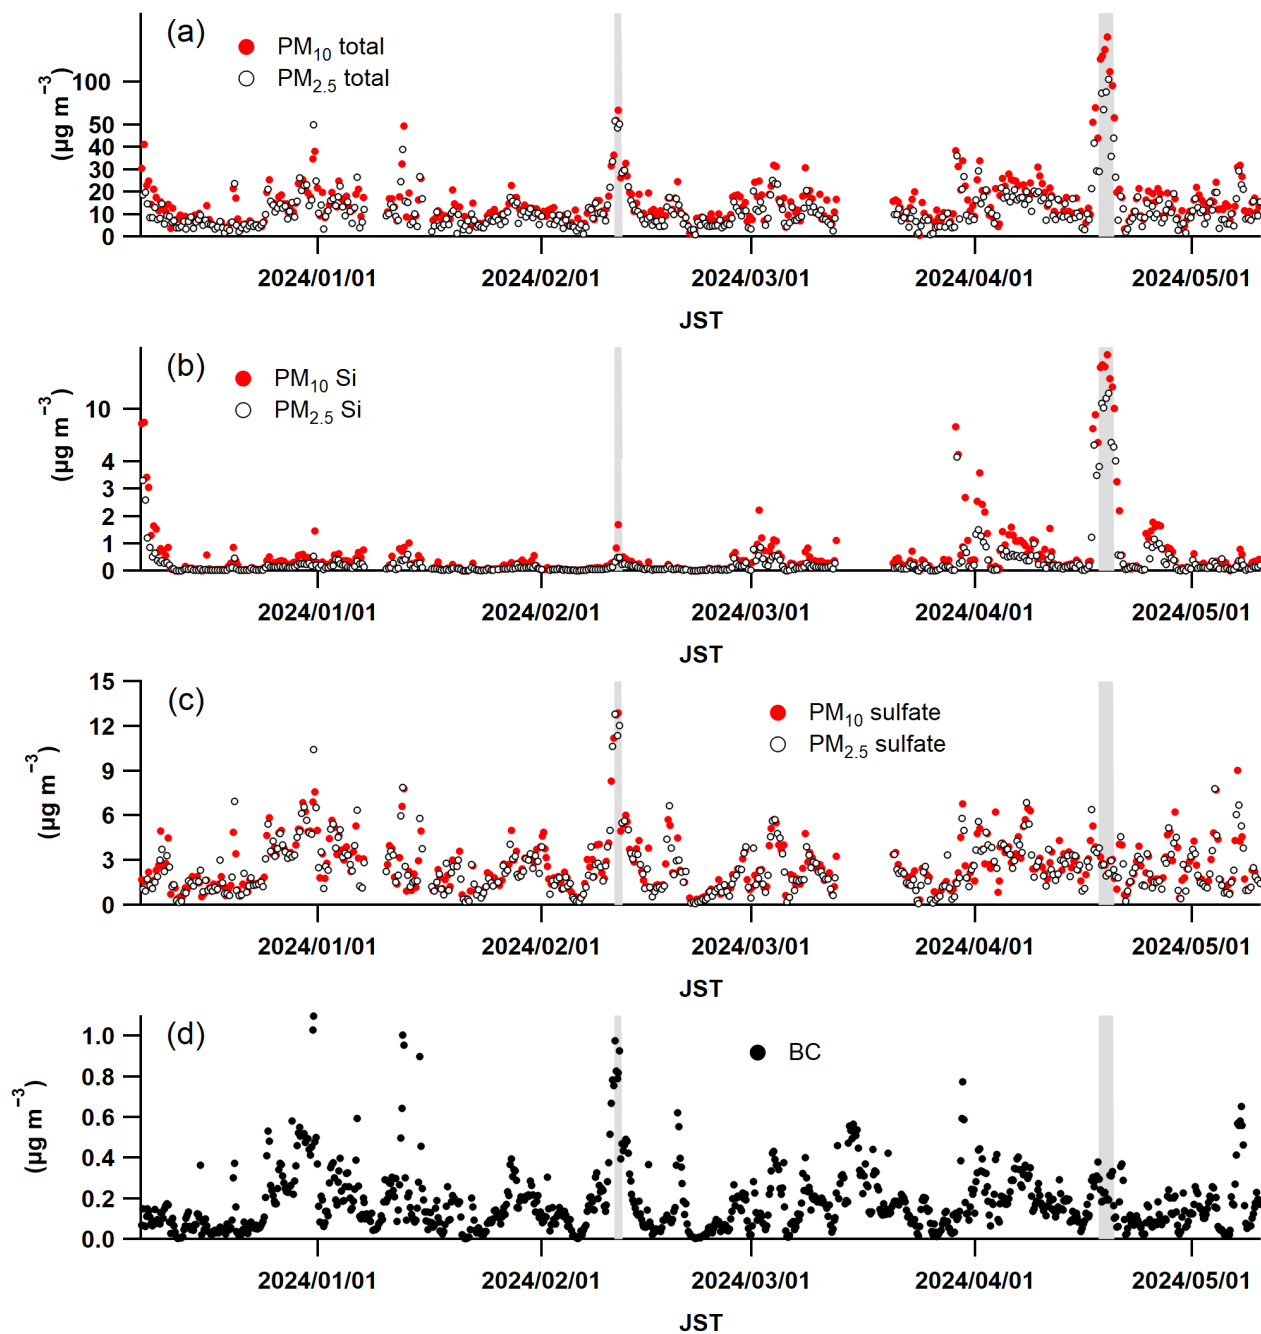 (a)
PM10 total
PM2.5 total
(µg m−3)
100
50
40
30
20
10
0
2024/01/01 2024/02/01 2024/03/01 2024/04/01 2024/05/01
JST
(b)
PM10 Si
PM2.5 Si
(µg m−3)
10
4
3
2
1
0
2024/01/01 2024/02/01 2024/03/01 2024/04/01 2024/05/01
JST
(c)
PM10 sulfate
PM2.5 sulfate
(µg m−3)
15
12
9
6
3
0
2024/01/01 2024/02/01 2024/03/01 2024/04/01 2024/05/01
JST
(d)
BC
(µg m−3)
1.0
0.8
0.6
0.4
0.2
0.0
2024/01/01 2024/02/01 2024/03/01 2024/04/01 2024/05/01
JST